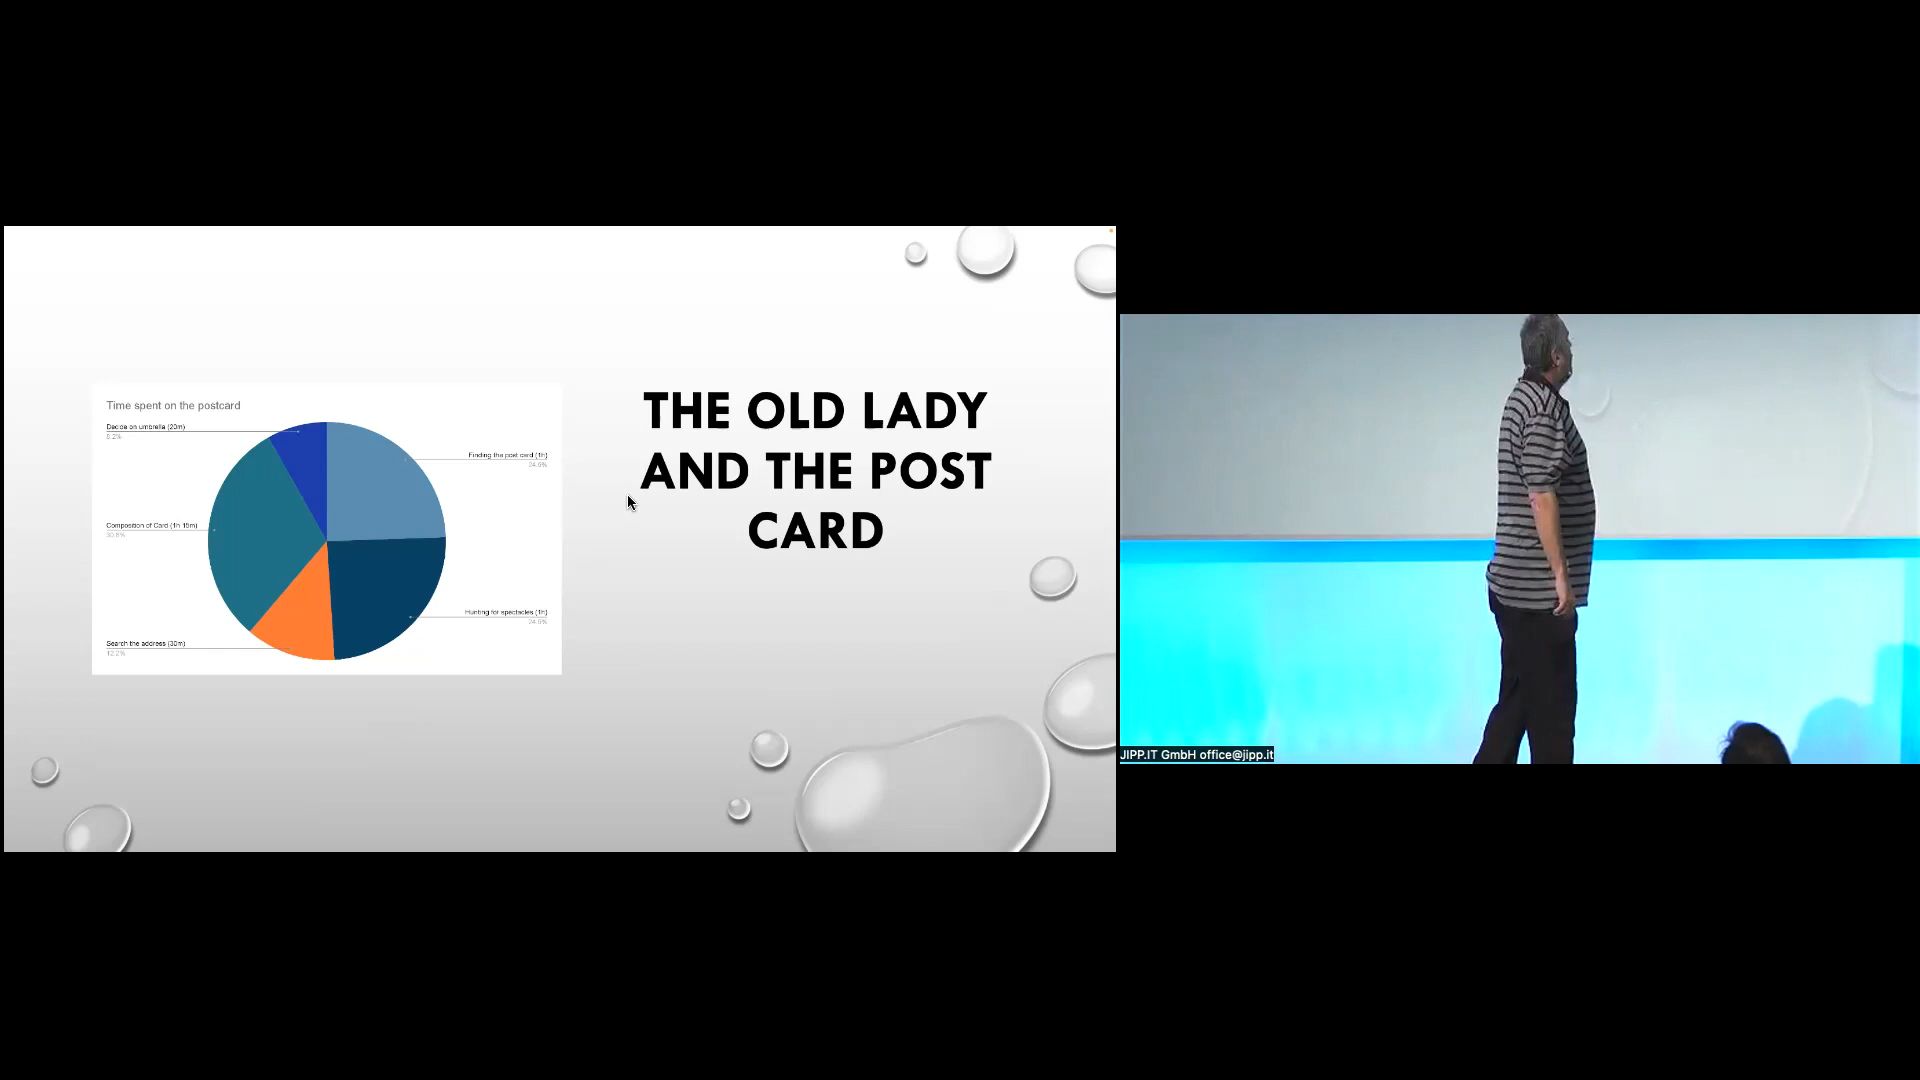 THE OLD LADY
AND THE POST
CARD
Time spent on the postcard
Decide on umbrella (20m)
8.2%
Finding the post card (1h)
24.5%
Composition of Card (1h 15m)
30.6%
Hunting for spectacles (1h)
24.5%
Search the address (30m)
12.2%
JIPP.IT GmbH office@jipp.it